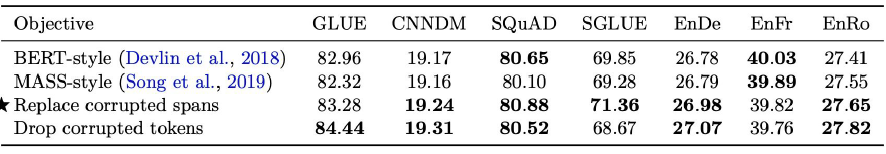 Objective GLUE CNNDM SQuAD SGLUE EnDe EnFr EnRo
BERT-style (Devlin et al., 2018) 82.96 19.17 80.65 69.85 26.78 40.03 27.41
MASS-style (Song et al., 2019) 82.32 19.16 80.10 69.28 26.79 39.89 27.55
★ Replace corrupted spans 83.28 19.24 80.88 71.36 26.98 39.82 27.65
Drop corrupted tokens 84.44 19.31 80.52 68.67 27.07 39.76 27.82